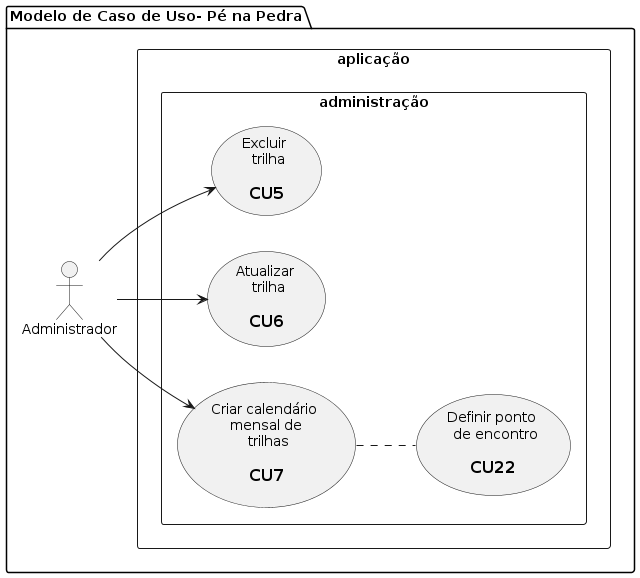 Modelo de Caso de Uso- Pé na Pedra
aplicação
administração
Excluir
trilha
CU5
Atualizar
trilha
CU6
Administrador
Criar calendário
mensal de
trilhas
CU7
Definir ponto
de encontro
CU22